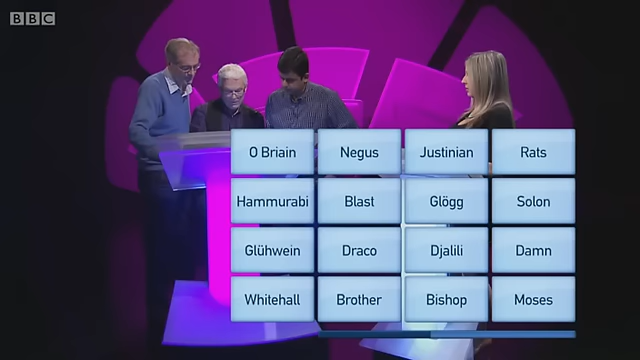 BBC
O Briain Negus Justinian Rats
Hammurabi Blast Glögg Solon
Glühwein Draco Djalili Damn
Whitehall Brother Bishop Moses